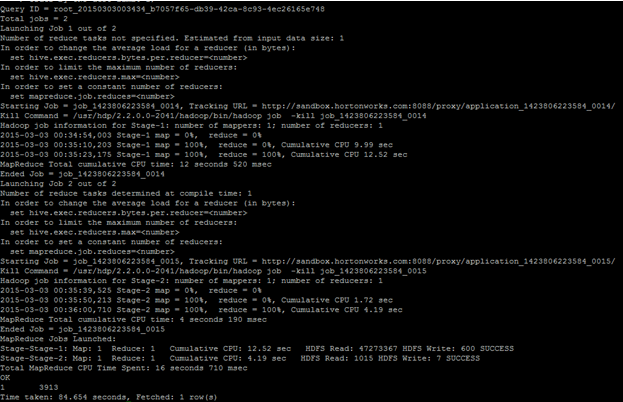 Query ID = root_20150303003434_b7057f65-db39-42ca-8c93-4ec26165e748
Total jobs = 2
Launching Job 1 out of 2
Number of reduce tasks not specified. Estimated from input data size: 1
In order to change the average load for a reducer (in bytes):
  set hive.exec.reducers.bytes.per.reducer=<number>
In order to limit the maximum number of reducers:
  set hive.exec.reducers.max=<number>
In order to set a constant number of reducers:
  set mapreduce.job.reduces=<number>
Starting Job = job_1423806223584_0014, Tracking URL = http://sandbox.hortonworks.com:8088/proxy/application_1423806223584_0014/
Kill Command = /usr/hdp/2.2.0.0-2041/hadoop/bin/hadoop job  -kill job_1423806223584_0014
Hadoop job information for Stage-1: number of mappers: 1; number of reducers: 1
2015-03-03 00:34:54,003 Stage-1 map = 0%,  reduce = 0%
2015-03-03 00:35:10,203 Stage-1 map = 100%,  reduce = 0%, Cumulative CPU 9.99 sec
2015-03-03 00:35:23,175 Stage-1 map = 100%,  reduce = 100%, Cumulative CPU 12.52 sec
MapReduce Total cumulative CPU time: 12 seconds 520 msec
Ended Job = job_1423806223584_0014
Launching Job 2 out of 2
Number of reduce tasks determined at compile time: 1
In order to change the average load for a reducer (in bytes):
  set hive.exec.reducers.bytes.per.reducer=<number>
In order to limit the maximum number of reducers:
  set hive.exec.reducers.max=<number>
In order to set a constant number of reducers:
  set mapreduce.job.reduces=<number>
Starting Job = job_1423806223584_0015, Tracking URL = http://sandbox.hortonworks.com:8088/proxy/application_1423806223584_0015/
Kill Command = /usr/hdp/2.2.0.0-2041/hadoop/bin/hadoop job  -kill job_1423806223584_0015
Hadoop job information for Stage-2: number of mappers: 1; number of reducers: 1
2015-03-03 00:35:39,525 Stage-2 map = 0%,  reduce = 0%
2015-03-03 00:35:50,213 Stage-2 map = 100%,  reduce = 0%, Cumulative CPU 1.72 sec
2015-03-03 00:36:00,710 Stage-2 map = 100%,  reduce = 100%, Cumulative CPU 4.19 sec
MapReduce Total cumulative CPU time: 4 seconds 190 msec
Ended Job = job_1423806223584_0015
MapReduce Jobs Launched:
Stage-Stage-1: Map: 1  Reduce: 1   Cumulative CPU: 12.52 sec   HDFS Read: 47273367 HDFS Write: 600 SUCCESS
Stage-Stage-2: Map: 1  Reduce: 1   Cumulative CPU: 4.19 sec   HDFS Read: 1015 HDFS Write: 7 SUCCESS
Total MapReduce CPU Time Spent: 16 seconds 710 msec
OK
1       3913
Time taken: 84.654 seconds, Fetched: 1 row(s)